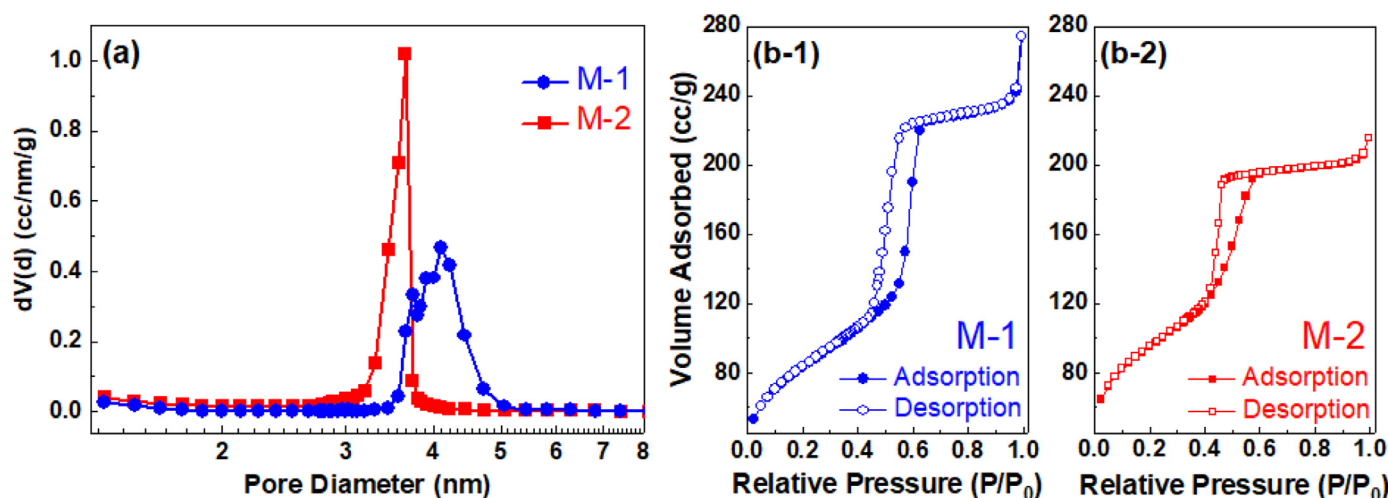 (a)
M-1
M-2
dV(d) (cc/nm/g)
1.0
0.8
0.6
0.4
0.2
0.0
2 3 4 5 6 7 8
Pore Diameter (nm)
(b-1)
Volume Adsorbed (cc/g)
280
240
200
160
120
80
M-1
Adsorption
Desorption
0.0 0.2 0.4 0.6 0.8 1.0
Relative Pressure (P/P₀)
(b-2)
280
240
200
160
120
80
M-2
Adsorption
Desorption
0.0 0.2 0.4 0.6 0.8 1.0
Relative Pressure (P/P₀)